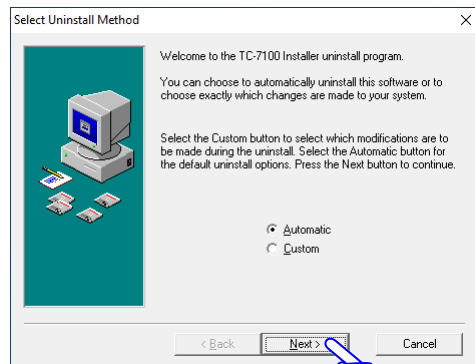 Select Uninstall Method
Welcome to the TC-7100 Installer uninstall program.
You can choose to automatically uninstall this software or to
choose exactly which changes are made to your system.
Select the Custom button to select which modifications are to
be made during the uninstall. Select the Automatic button for
the default uninstall options. Press the Next button to continue.
Automatic
Custom
< Back
Next >
Cancel